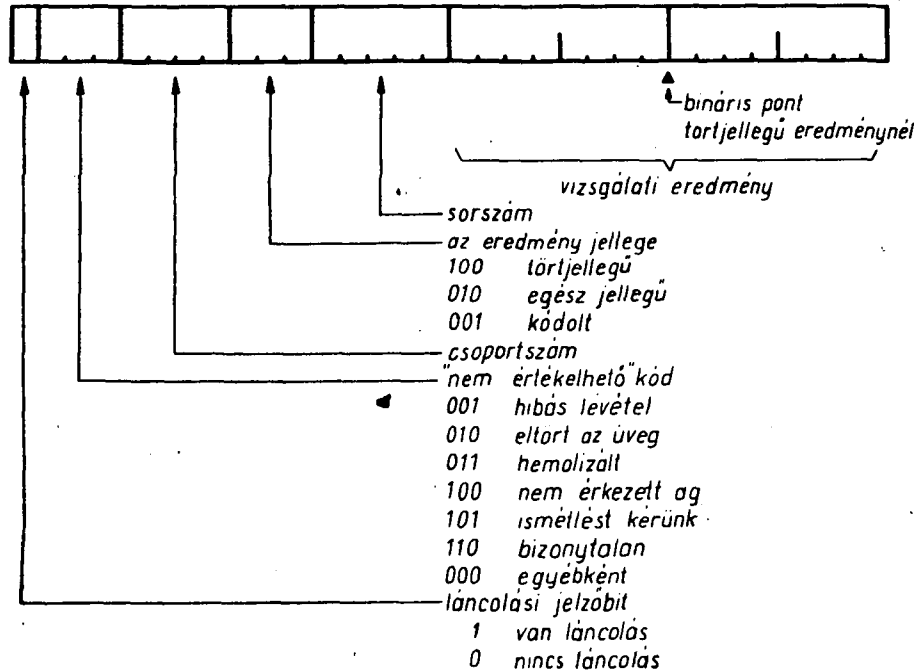 bináris pont
törtjellegű eredménynél
vizsgálati eredmény
sorszám
az eredmény jellege
100 törtjellegű
010 egész jellegű
001 kódolt
csoportszám
"nem értékelhető" kód
001 hibás levétel
010 eltört az üveg
011 hemolizált
100 nem érkezett ag
101 ismétlést kérünk
110 bizonytalan
000 egyébként
láncolási jelzőbit
1 van láncolás
0 nincs láncolás